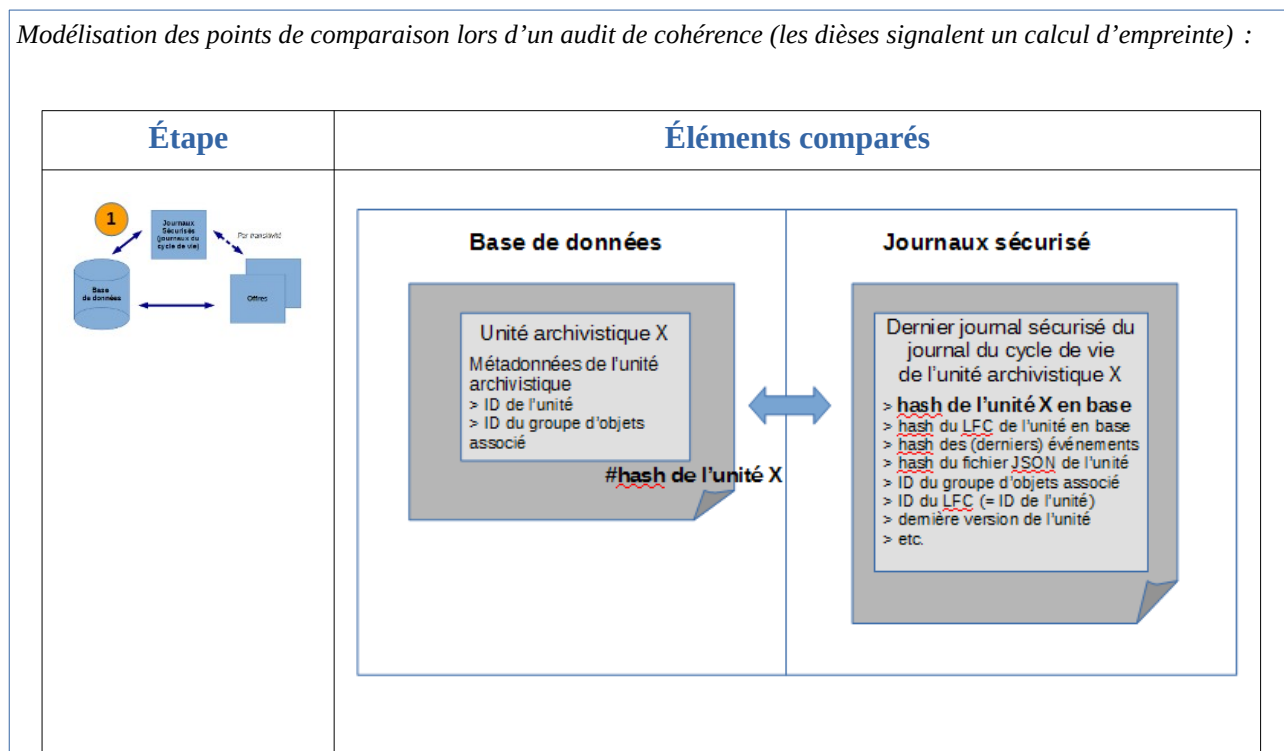 Modélisation des points de comparaison lors d’un audit de cohérence (les dièses signalent un calcul d’empreinte) :
Étape
Éléments comparés
1
Journaux
Sécurisés
(journaux du
cycle de vie)
Par transitivité
Base
de données
Offres
Base de données
Unité archivistique X
Métadonnées de l’unité
archivistique
> ID de l’unité
> ID du groupe d’objets
associé
#hash de l’unité X
Journaux sécurisé
Dernier journal sécurisé du
journal du cycle de vie
de l’unité archivistique X
> hash de l’unité X en base
> hash du LFC de l’unité en base
> hash des (derniers) événements
> hash du fichier JSON de l’unité
> ID du groupe d’objets associé
> ID du LFC (= ID de l’unité)
> dernière version de l’unité
> etc.